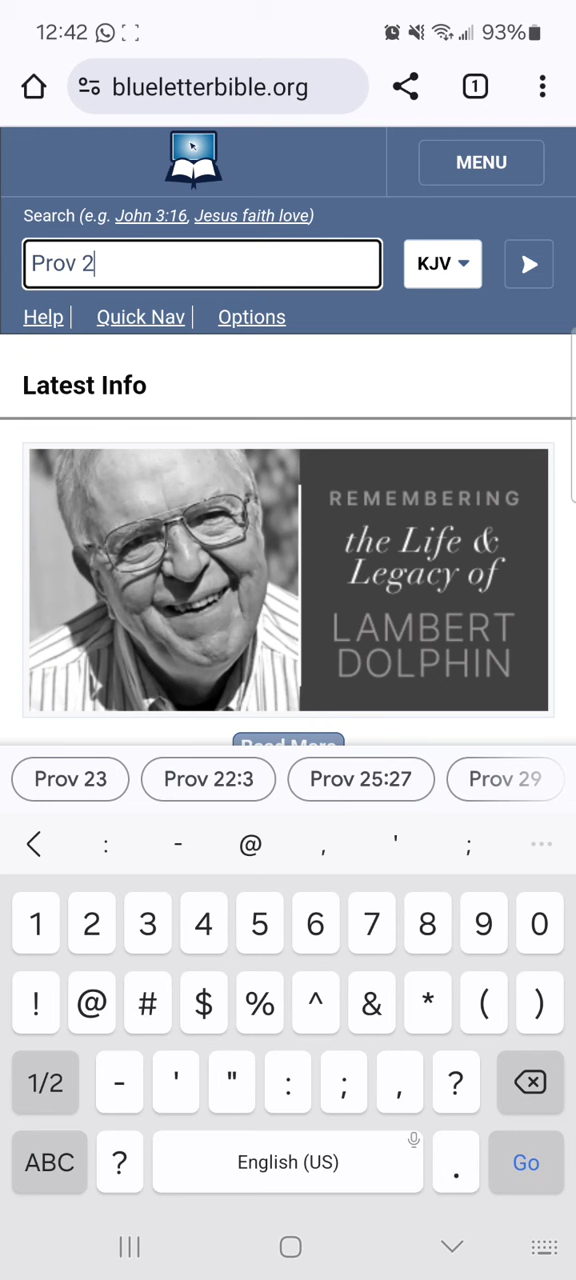 12:42
93%
blueletterbible.org
1
MENU
Search (e.g. John 3:16, Jesus faith love)
Prov 2
KJV
Help| Quick Nav| Options
Latest Info
REMEMBERING
the Life &
Legacy of
LAMBERT
DOLPHIN
Read More
Prov 23 Prov 22:3 Prov 25:27 Prov 29
: - @ , ' ; ...
1 2 3 4 5 6 7 8 9 0
! @ # $ % ^ & * ( )
1/2 - ' " : ; , ?
ABC ? English (US) . Go